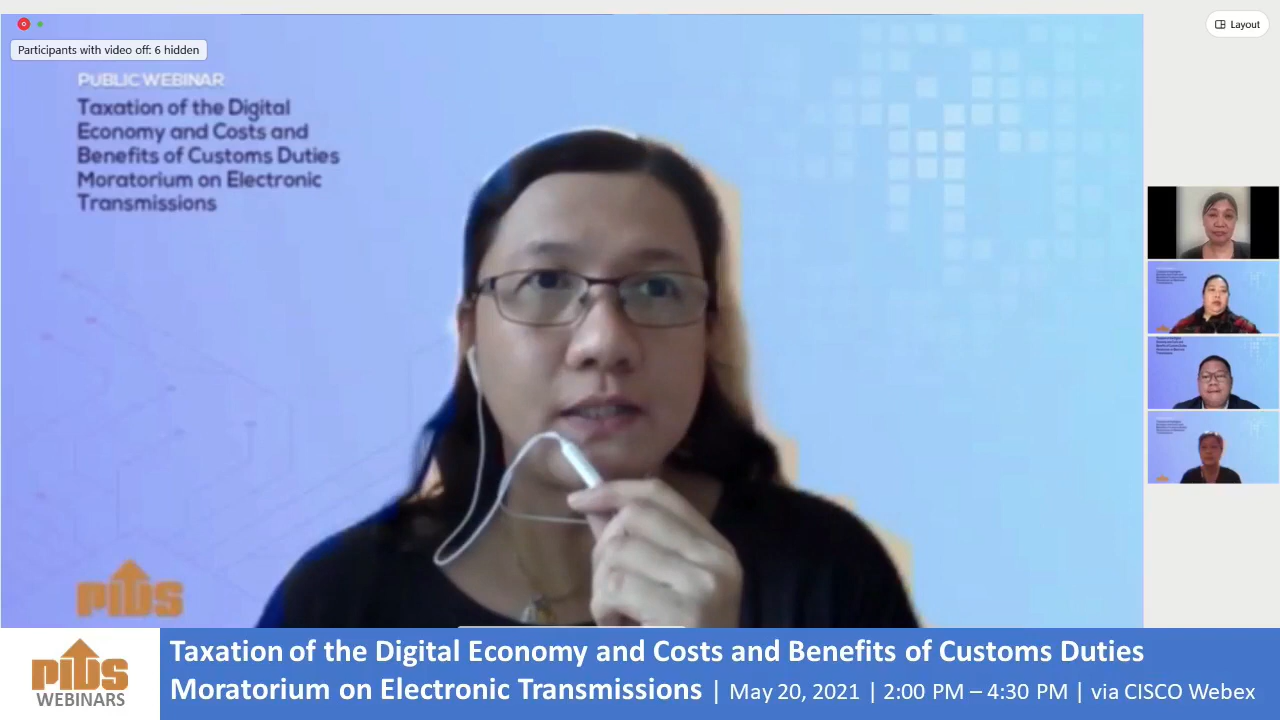 Layout
Participants with video off: 6 hidden
PUBLIC WEBINAR
Taxation of the Digital
Economy and Costs and
Benefits of Customs Duties
Moratorium on Electronic
Transmissions
PIDS
PIDS
WEBINARS
Taxation of the Digital Economy and Costs and Benefits of Customs Duties
Moratorium on Electronic Transmissions | May 20, 2021 | 2:00 PM – 4:30 PM | via CISCO Webex